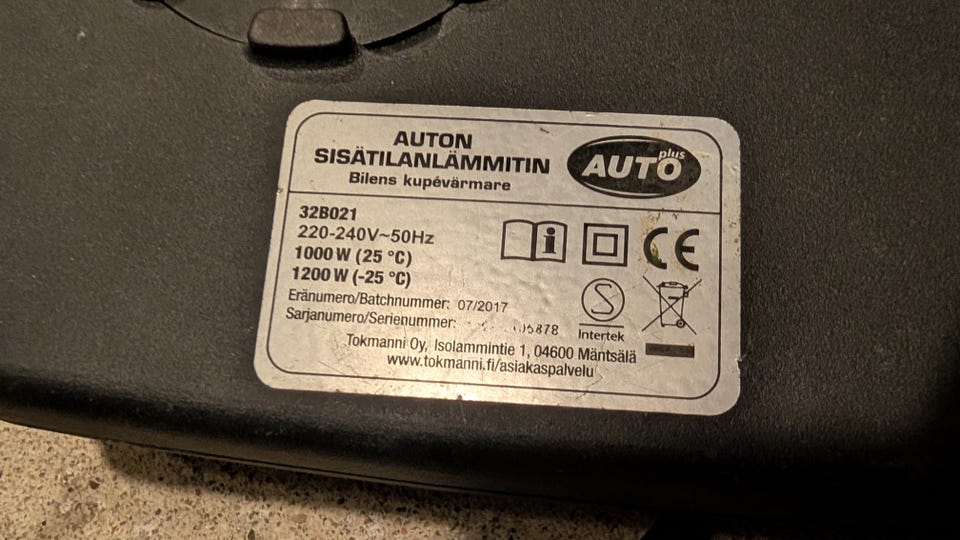 AUTON
SISÄTILANLÄMMITIN
Bilens kupévärmare
AUTO plus
32B021
220-240V~50Hz
1000 W (25 °C)
1200 W (-25 °C)
Eränumero/Batchnummer: 07/2017
Sarjanumero/Serienummer:
i
CE
S
Intertek
Tokmanni Oy, Isolammintie 1, 04600 Mäntsälä
www.tokmanni.fi/asiakaspalvelu